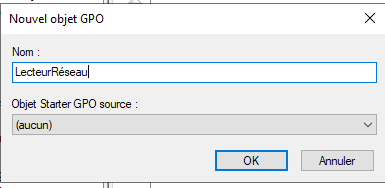 Nouvel objet GPO
Nom :
LecteurRéseau
Objet Starter GPO source :
(aucun)
OK
Annuler